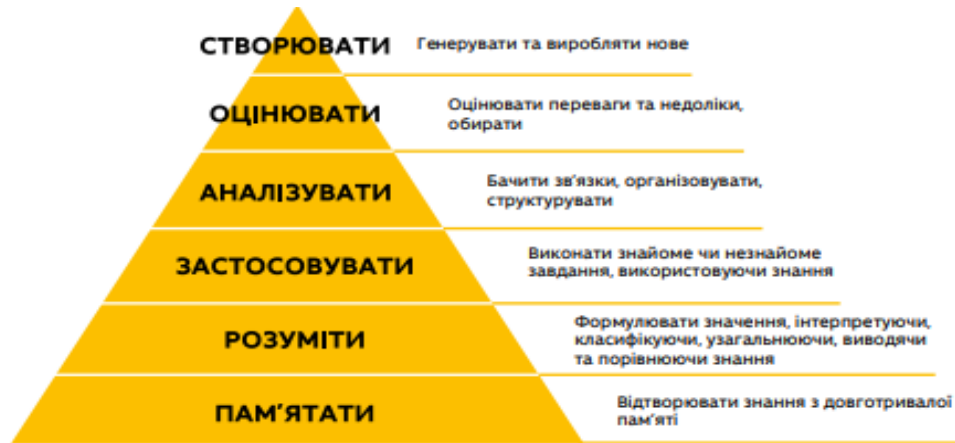 СТВОРЮВАТИ
Генерувати та виробляти нове
ОЦІНЮВАТИ
Оцінювати переваги та недоліки,
обирати
АНАЛІЗУВАТИ
Бачити зв’язки, організовувати,
структурувати
ЗАСТОСОВУВАТИ
Виконати знайоме чи незнайоме
завдання, використовуючи знання
РОЗУМІТИ
Формулювати значення, інтерпретуючи,
класифікуючи, узагальнюючи, виводячи
та порівнюючи знання
ПАМ’ЯТАТИ
Відтворювати знання з довготривалої
пам’яті